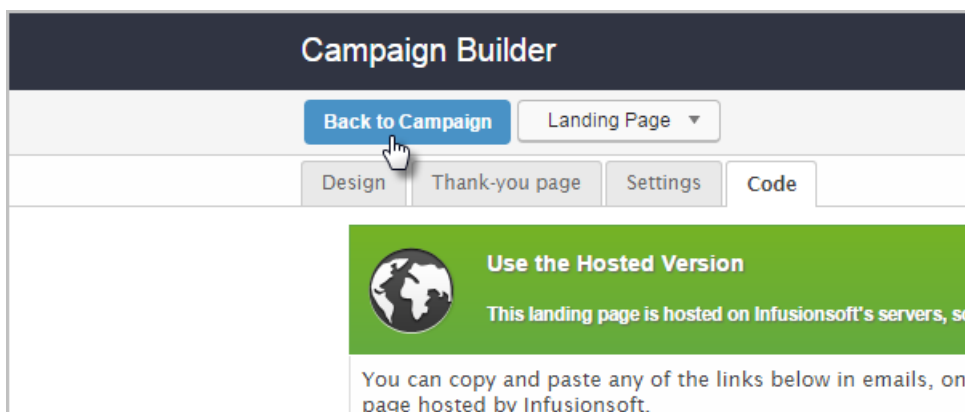 Campaign Builder
Back to Campaign Landing Page
Design Thank-you page Settings Code
Use the Hosted Version
This landing page is hosted on Infusionsoft's servers,
You can copy and paste any of the links below in emails, on
page hosted by Infusionsoft.